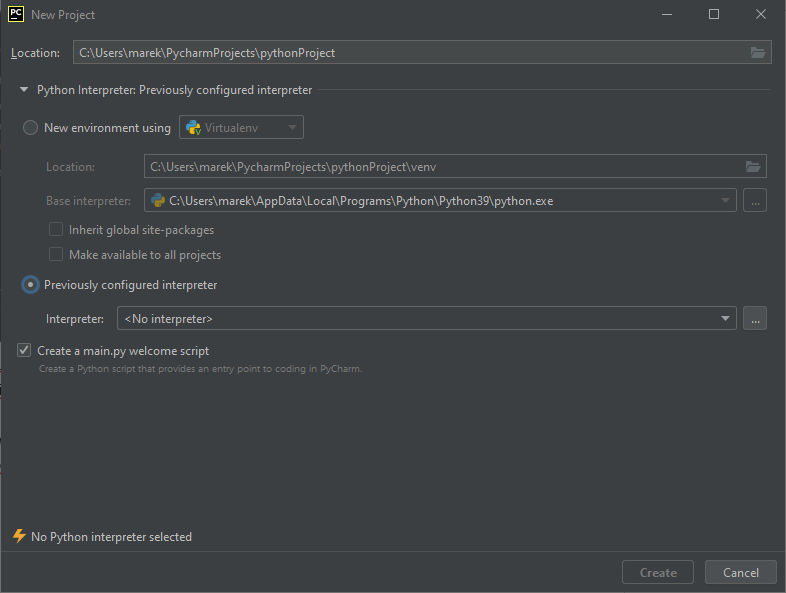 PC New Project
Location: C:\Users\marek\PycharmProjects\pythonProject
Python Interpreter: Previously configured interpreter
New environment using Virtualenv
Location: C:\Users\marek\PycharmProjects\pythonProject\venv
Base interpreter: C:\Users\marek\AppData\Local\Programs\Python\Python39\python.exe ...
Inherit global site-packages
Make available to all projects
Previously configured interpreter
Interpreter: <No interpreter> ...
Create a main.py welcome script
Create a Python script that provides an entry point to coding in PyCharm.
No Python interpreter selected
Create Cancel